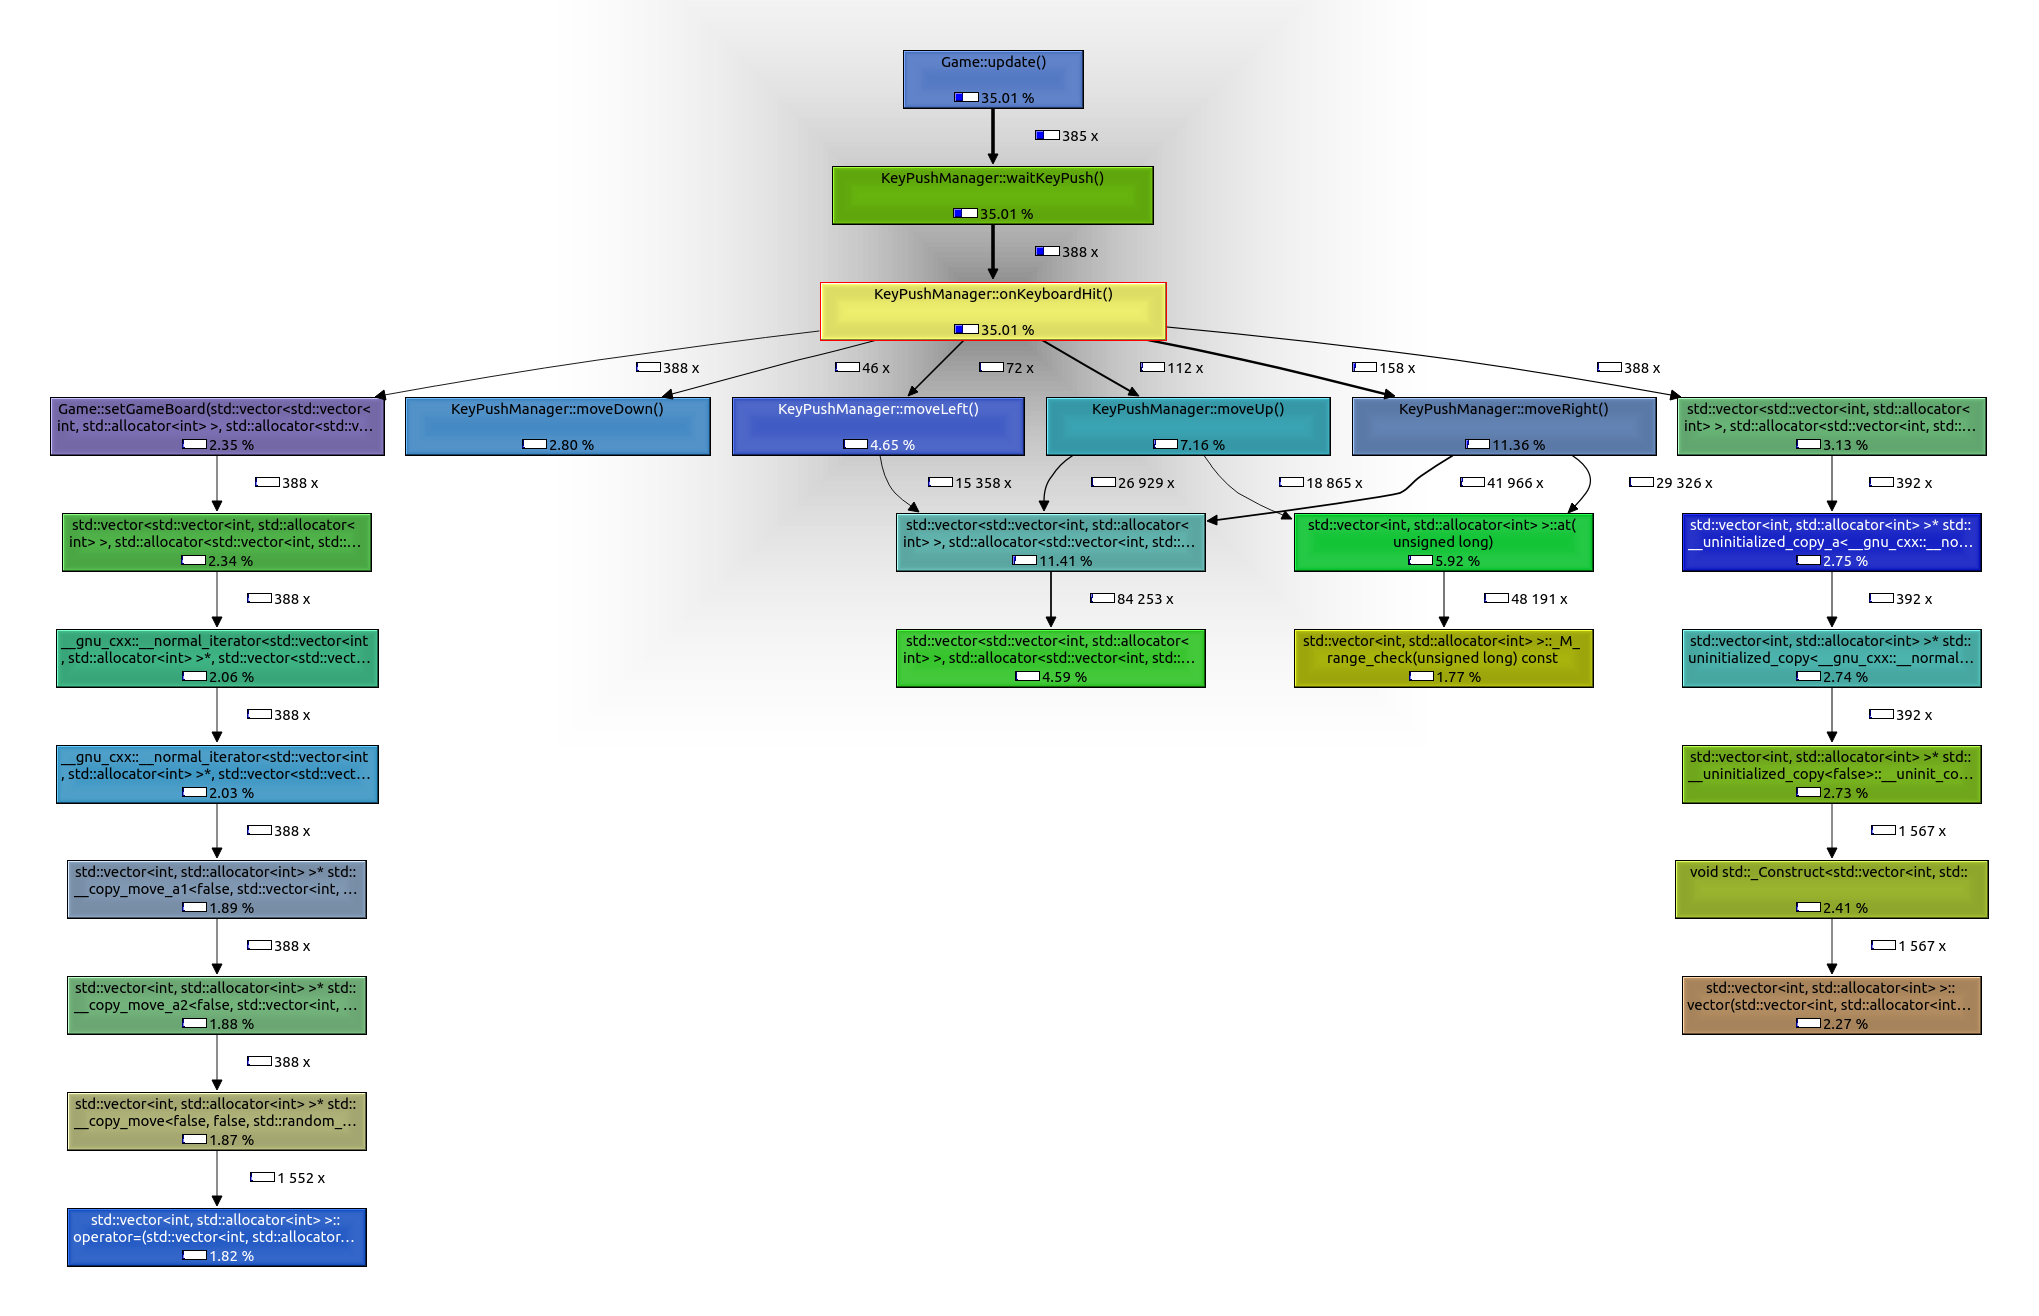 Game::update()
35.01 %
385 x
KeyPushManager::waitKeyPush()
35.01 %
388 x
KeyPushManager::onKeyboardHit()
35.01 %
388 x
46 x
72 x
112 x
158 x
388 x
Game::setGameBoard(std::vector<std::vector<
int, std::allocator<int> >, std::allocator<std::v...
2.35 %
KeyPushManager::moveDown()
2.80 %
KeyPushManager::moveLeft()
4.65 %
KeyPushManager::moveUp()
7.16 %
KeyPushManager::moveRight()
11.36 %
std::vector<std::vector<int, std::allocator<
int> >, std::allocator<std::vector<int, std::...
3.13 %
388 x
15 358 x
26 929 x
18 865 x
41 966 x
29 326 x
392 x
std::vector<std::vector<int, std::allocator<
int> >, std::allocator<std::vector<int, std::...
2.34 %
std::vector<std::vector<int, std::allocator<
int> >, std::allocator<std::vector<int, std::...
11.41 %
std::vector<int, std::allocator<int> >::at(
unsigned long)
5.92 %
std::vector<int, std::allocator<int> >* std::
__uninitialized_copy_a<__gnu_cxx::__no...
2.75 %
388 x
84 253 x
48 191 x
392 x
__gnu_cxx::__normal_iterator<std::vector<int
, std::allocator<int> >*, std::vector<std::vect...
2.06 %
std::vector<std::vector<int, std::allocator<
int> >, std::allocator<std::vector<int, std::...
4.59 %
std::vector<int, std::allocator<int> >::_M_
range_check(unsigned long) const
1.77 %
std::vector<int, std::allocator<int> >* std::
uninitialized_copy<__gnu_cxx::__normal...
2.74 %
388 x
392 x
__gnu_cxx::__normal_iterator<std::vector<int
, std::allocator<int> >*, std::vector<std::vect...
2.03 %
std::vector<int, std::allocator<int> >* std::
__uninitialized_copy<false>::__uninit_co...
2.73 %
388 x
1 567 x
std::vector<int, std::allocator<int> >* std::
__copy_move_a1<false, std::vector<int, ...
1.89 %
void std::_Construct<std::vector<int, std::
2.41 %
388 x
1 567 x
std::vector<int, std::allocator<int> >* std::
__copy_move_a2<false, std::vector<int, ...
1.88 %
std::vector<int, std::allocator<int> >::
vector(std::vector<int, std::allocator<int...
2.27 %
388 x
std::vector<int, std::allocator<int> >* std::
__copy_move<false, false, std::random_...
1.87 %
1 552 x
std::vector<int, std::allocator<int> >::
operator=(std::vector<int, std::allocator...
1.82 %